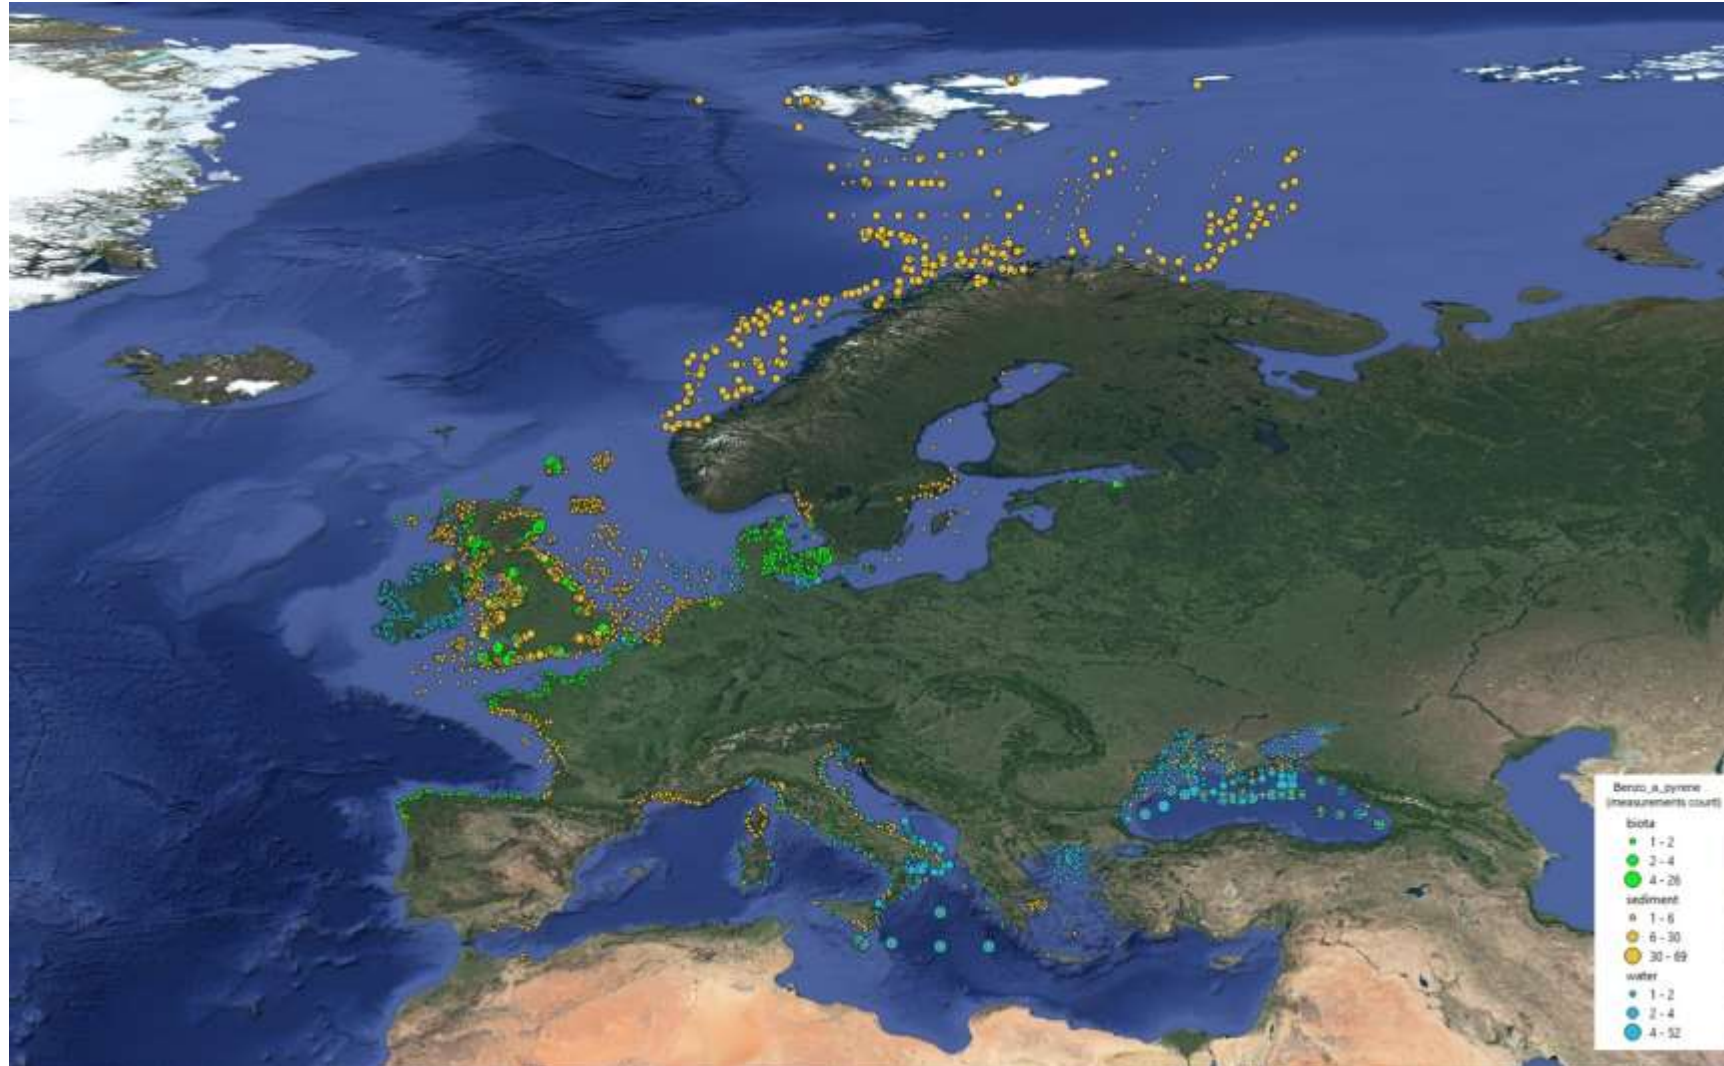 Benzo_a_pyrene
(measurements count)
biota
1 - 2
2 - 4
4 - 26
sediment
1 - 6
6 - 30
30 - 69
water
1 - 2
2 - 4
4 - 52